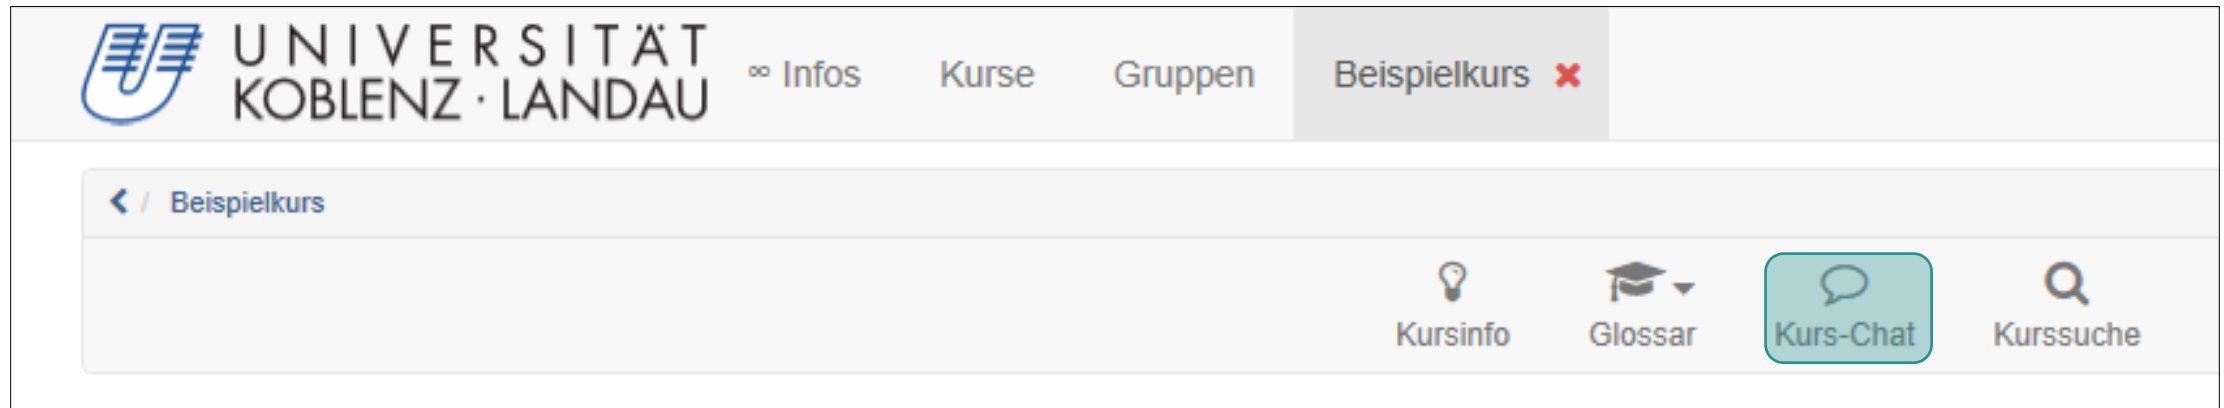 UNIVERSITÄT
KOBLENZ · LANDAU
∞ Infos Kurse Gruppen Beispielkurs ✖
/ Beispielkurs
Kursinfo Glossar Kurs-Chat Kurssuche